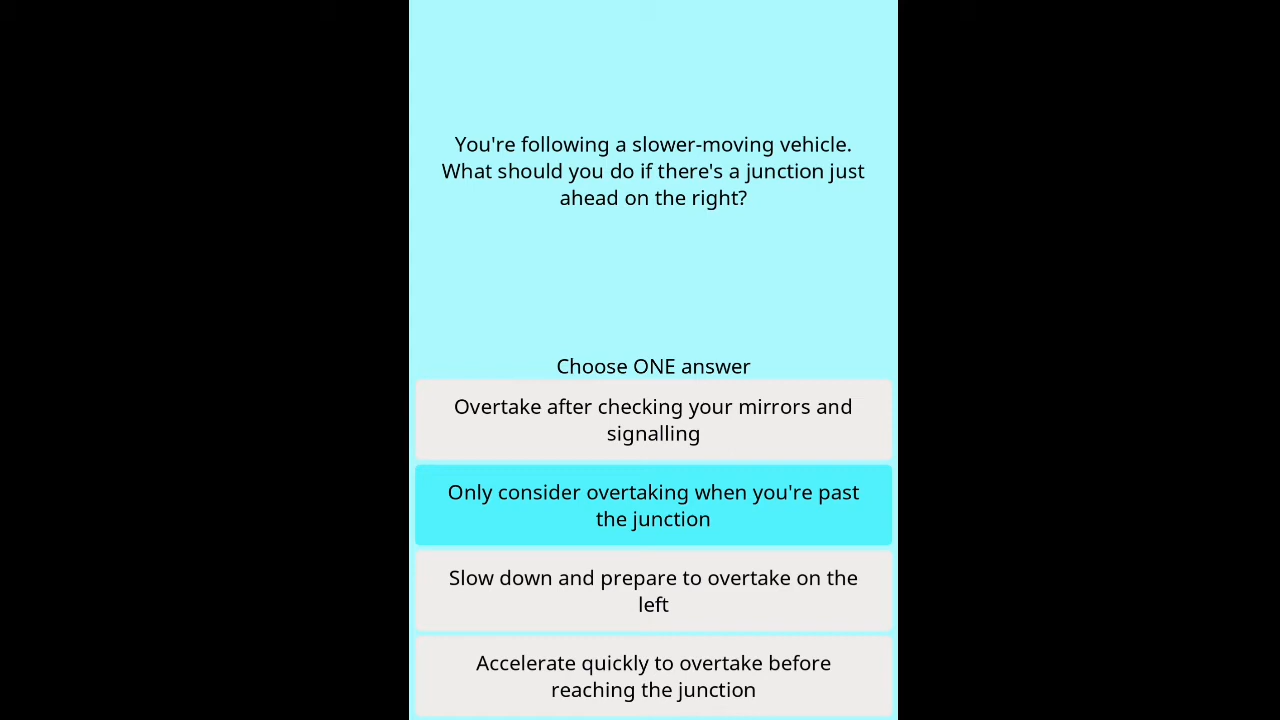 You're following a slower-moving vehicle.
What should you do if there's a junction just
ahead on the right?
Choose ONE answer
Overtake after checking your mirrors and
signalling
Only consider overtaking when you're past
the junction
Slow down and prepare to overtake on the
left
Accelerate quickly to overtake before
reaching the junction